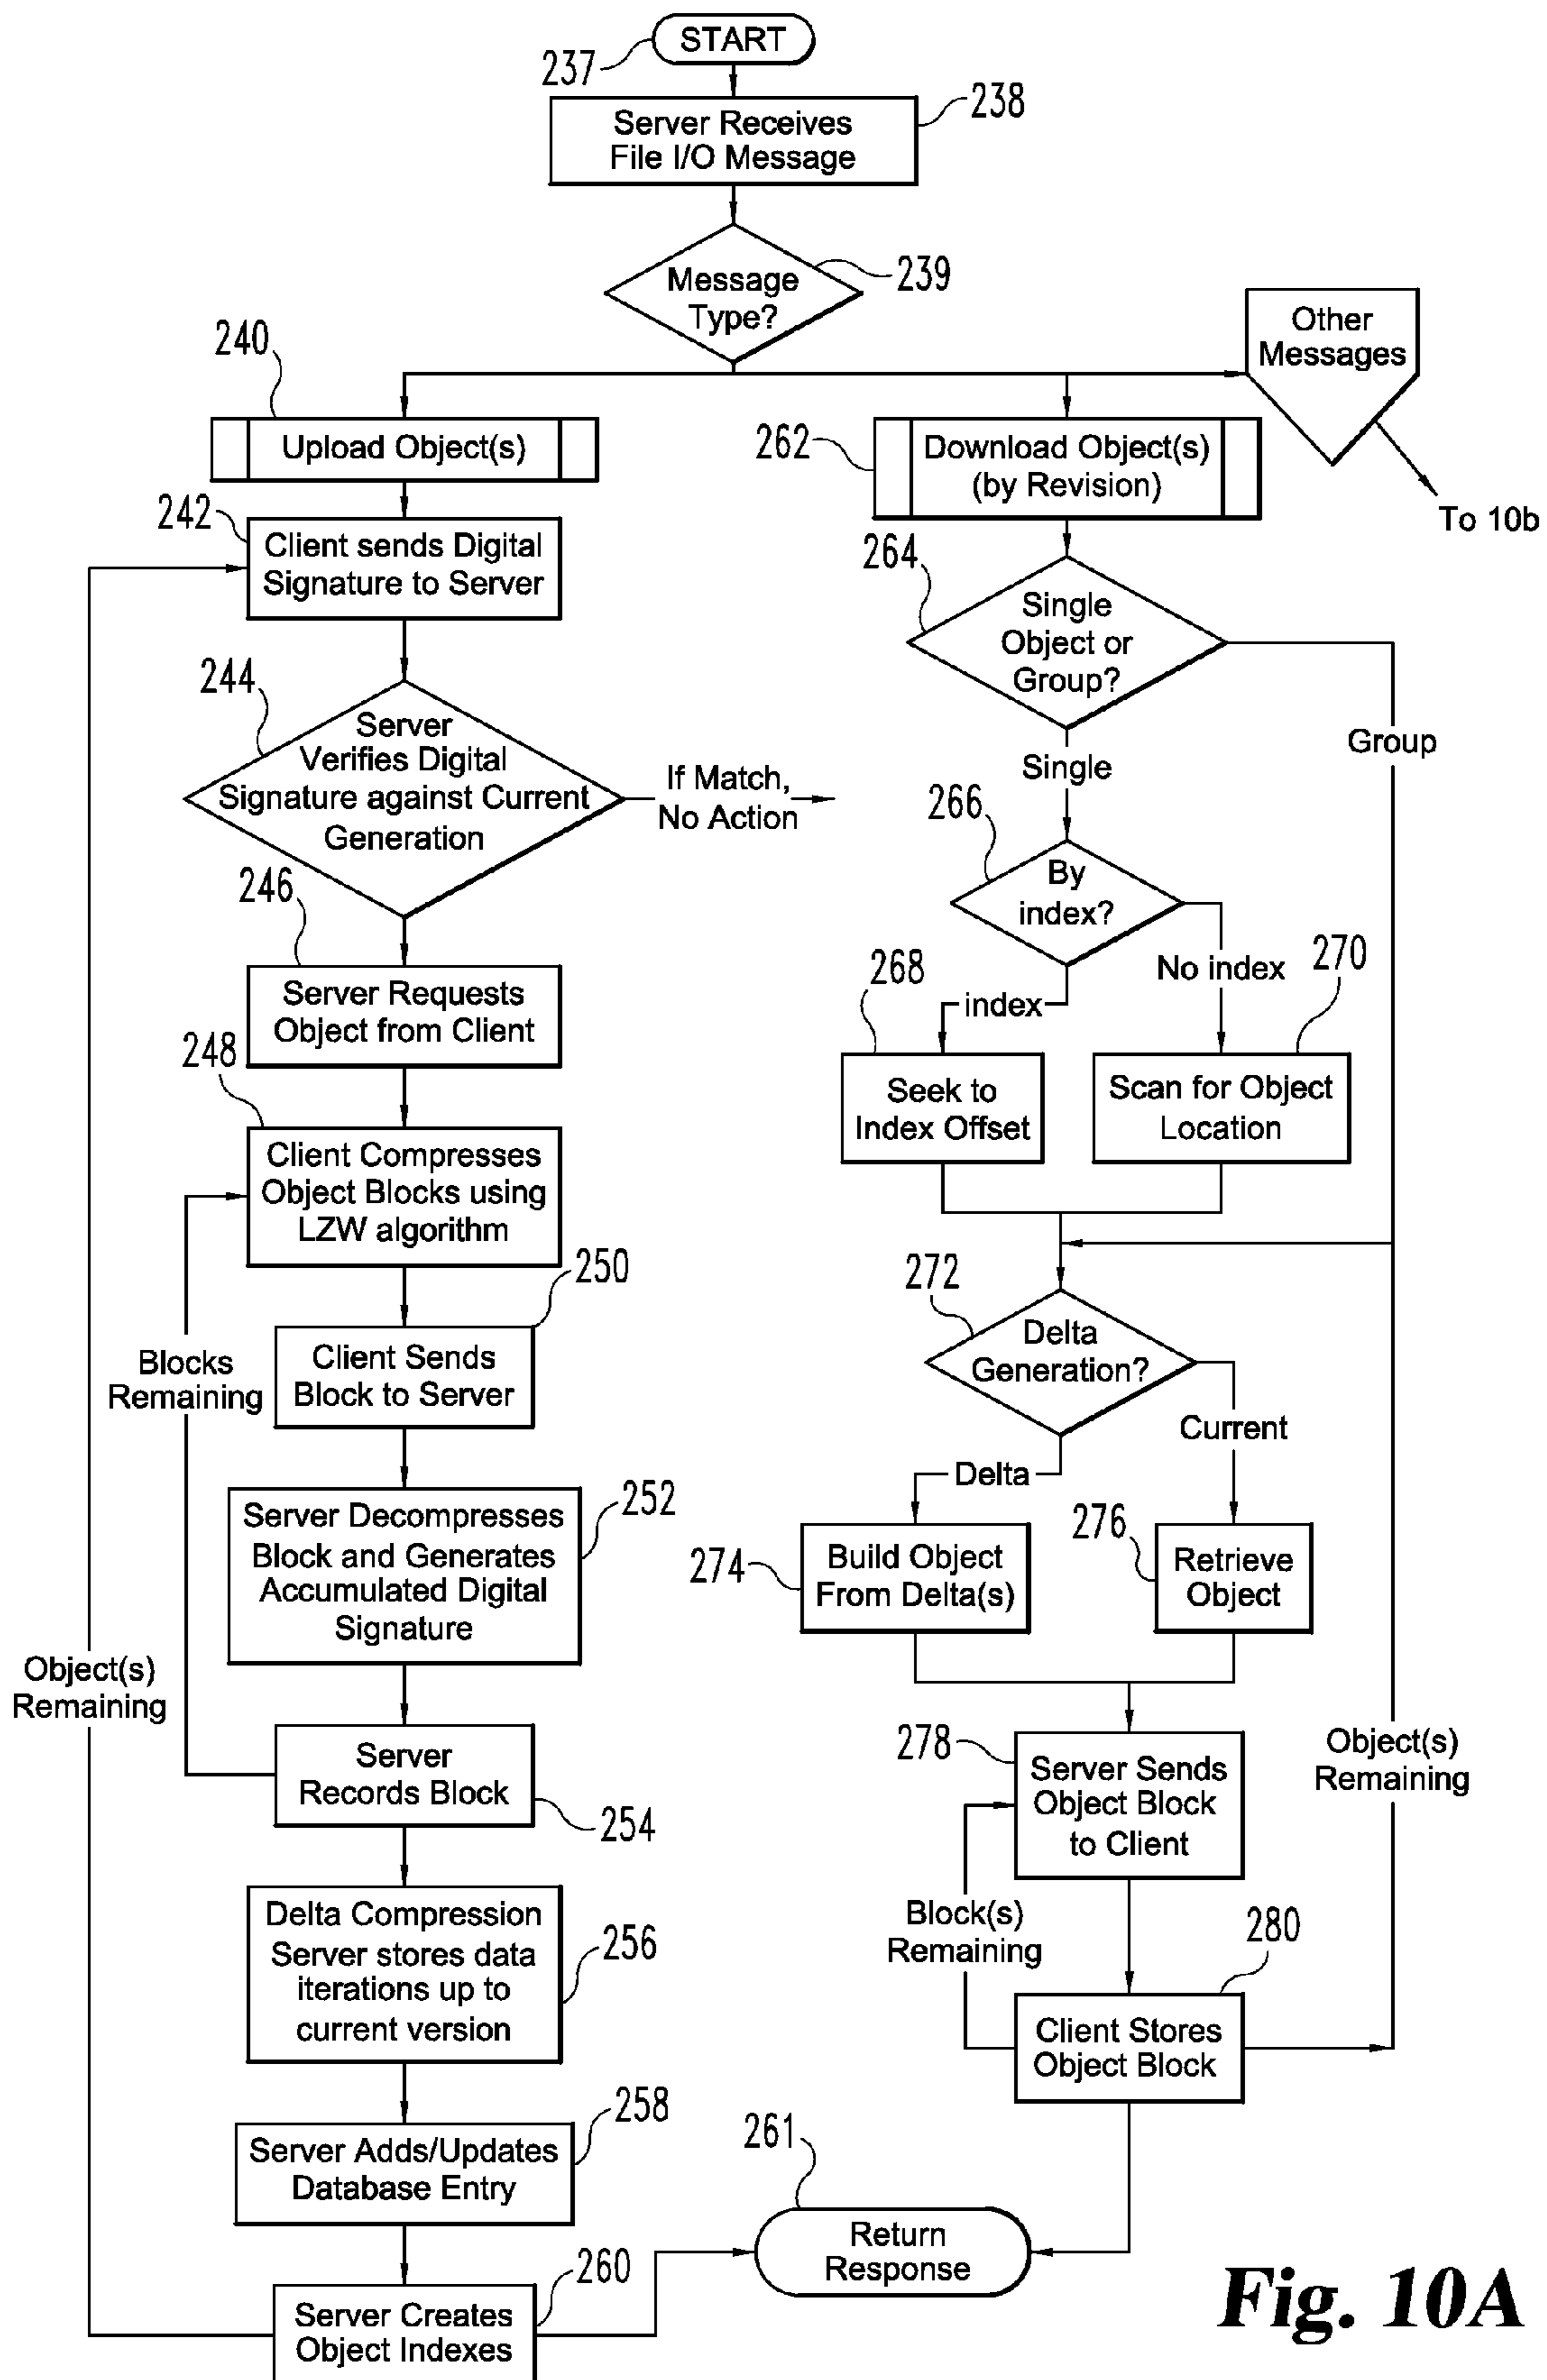 START
237
238
Server Receives
File I/O Message
Message
Type?
239
Other
Messages
To 10b
240
Upload Object(s)
242
Client sends Digital
Signature to Server
244
Server
Verifies Digital
Signature against Current
Generation
If Match,
No Action
246
Server Requests
Object from Client
248
Client Compresses
Object Blocks using
LZW algorithm
250
Client Sends
Block to Server
Blocks
Remaining
252
Server Decompresses
Block and Generates
Accumulated Digital
Signature
Object(s)
Remaining
Server
Records Block
254
Delta Compression
Server stores data
iterations up to
current version
256
258
Server Adds/Updates
Database Entry
260
Server Creates
Object Indexes
262
Download Object(s)
(by Revision)
264
Single
Object or
Group?
Group
Single
266
By
index?
268
index
No index
270
Seek to
Index Offset
Scan for Object
Location
272
Delta
Generation?
Current
Delta
274
Build Object
From Delta(s)
276
Retrieve
Object
278
Server Sends
Object Block
to Client
Object(s)
Remaining
Block(s)
Remaining
280
Client Stores
Object Block
261
Return
Response
Fig. 10A